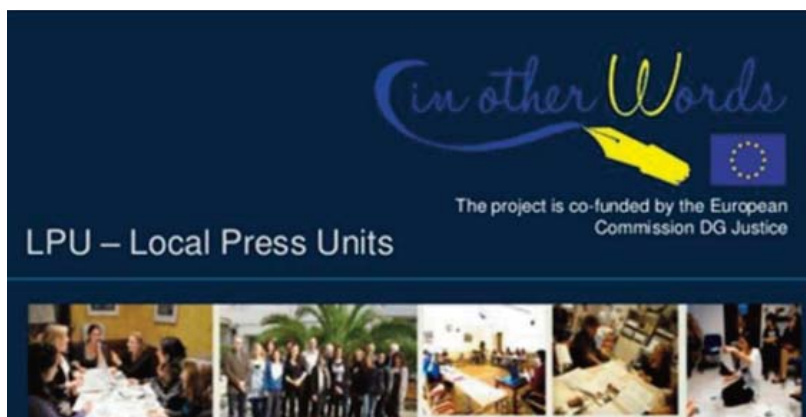 in other Words
The project is co-funded by the European
Commission DG Justice
LPU – Local Press Units